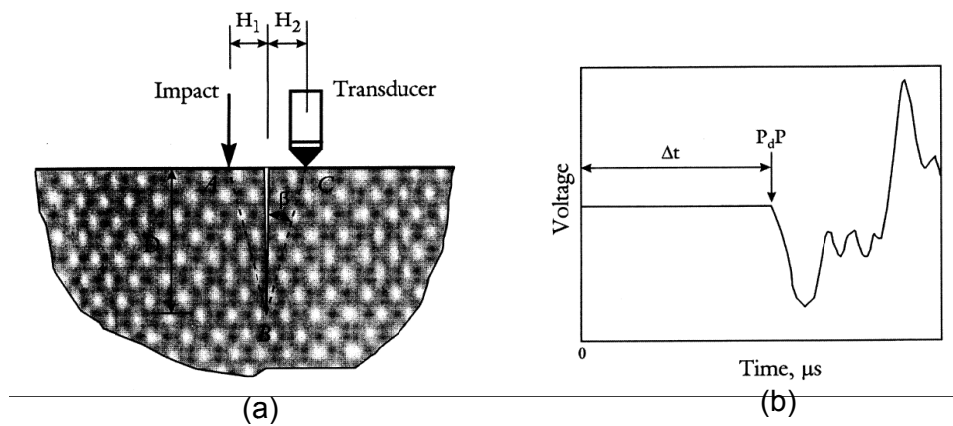 H₁ H₂
Impact
Transducer
A
C
β
D
B
(a)
Voltage
Δt
PdP
0
Time, μs
(b)